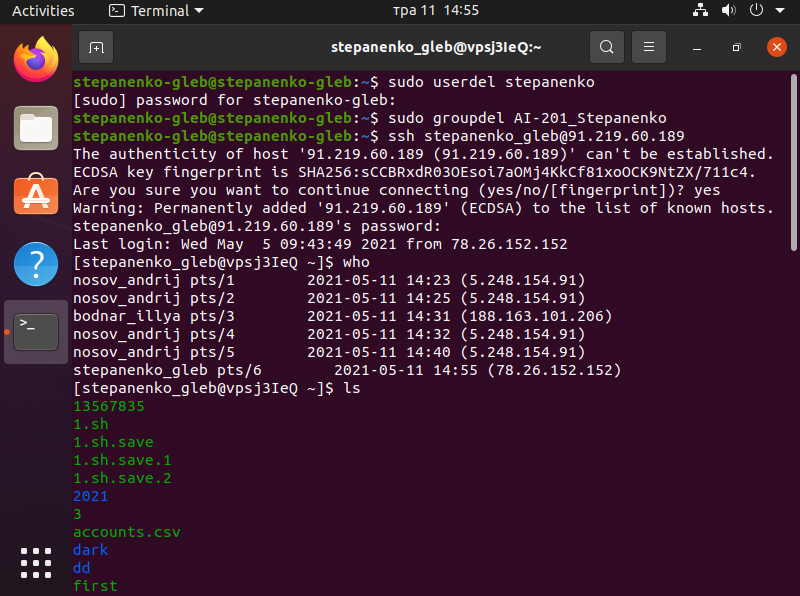 Activities Terminal тра 11 14:55
stepanenko_gleb@vpsj3IeQ:~
stepanenko-gleb@stepanenko-gleb:~$ sudo userdel stepanenko
[sudo] password for stepanenko-gleb:
stepanenko-gleb@stepanenko-gleb:~$ sudo groupdel AI-201_Stepanenko
stepanenko-gleb@stepanenko-gleb:~$ ssh stepanenko_gleb@91.219.60.189
The authenticity of host '91.219.60.189 (91.219.60.189)' can't be established.
ECDSA key fingerprint is SHA256:sCCBRxdR03OEsoi7aOMj4KkCf81xoOCK9NtZX/711c4.
Are you sure you want to continue connecting (yes/no/[fingerprint])? yes
Warning: Permanently added '91.219.60.189' (ECDSA) to the list of known hosts.
stepanenko_gleb@91.219.60.189's password:
Last login: Wed May  5 09:43:49 2021 from 78.26.152.152
[stepanenko_gleb@vpsj3IeQ ~]$ who
nosov_andrij pts/1        2021-05-11 14:23 (5.248.154.91)
nosov_andrij pts/2        2021-05-11 14:25 (5.248.154.91)
bodnar_illya pts/3        2021-05-11 14:31 (188.163.101.206)
nosov_andrij pts/4        2021-05-11 14:32 (5.248.154.91)
nosov_andrij pts/5        2021-05-11 14:40 (5.248.154.91)
stepanenko_gleb pts/6        2021-05-11 14:55 (78.26.152.152)
[stepanenko_gleb@vpsj3IeQ ~]$ ls
13567835
1.sh
1.sh.save
1.sh.save.1
1.sh.save.2
2021
3
accounts.csv
dark
dd
first